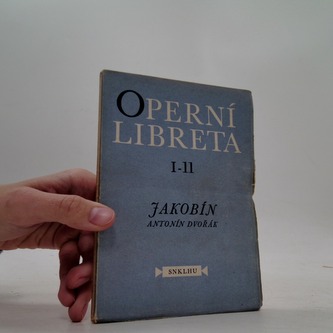 OPERNÍ
LIBRETA
I-11
JAKOBÍN
ANTONÍN DVOŘÁK
SNKLHU